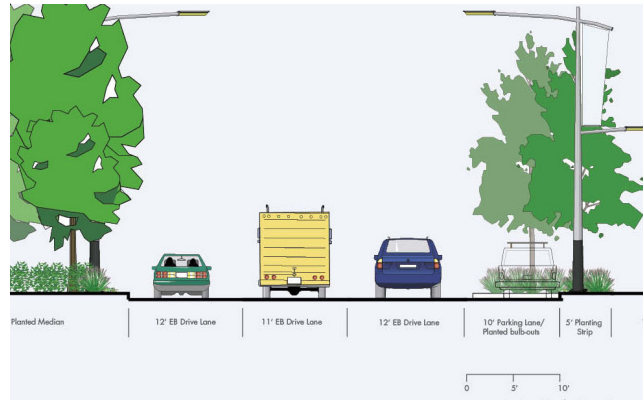 Planted Median
12' EB Drive Lane
11' EB Drive Lane
12' EB Drive Lane
10' Parking Lane/
Planted bulb-outs
5' Planting
Strip
0 5' 10'